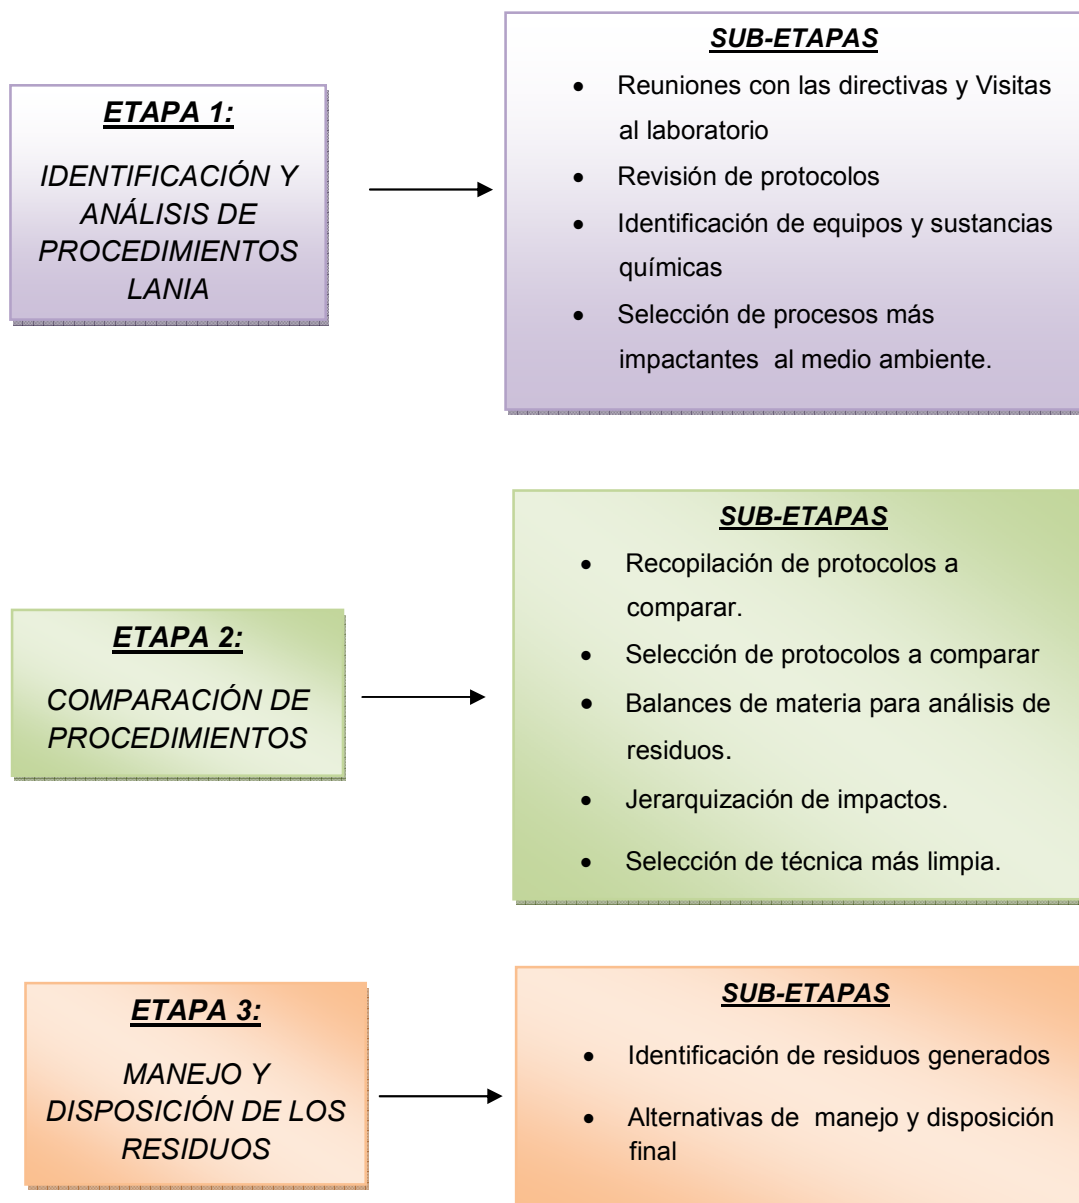 ETAPA 1:
IDENTIFICACIÓN Y
ANÁLISIS DE
PROCEDIMIENTOS
LANIA
SUB-ETAPAS
• Reuniones con las directivas y Visitas
al laboratorio
• Revisión de protocolos
• Identificación de equipos y sustancias
químicas
• Selección de procesos más
impactantes al medio ambiente.
ETAPA 2:
COMPARACIÓN DE
PROCEDIMIENTOS
SUB-ETAPAS
• Recopilación de protocolos a
comparar.
• Selección de protocolos a comparar
• Balances de materia para análisis de
residuos.
• Jerarquización de impactos.
• Selección de técnica más limpia.
ETAPA 3:
MANEJO Y
DISPOSICIÓN DE LOS
RESIDUOS
SUB-ETAPAS
• Identificación de residuos generados
• Alternativas de manejo y disposición
final